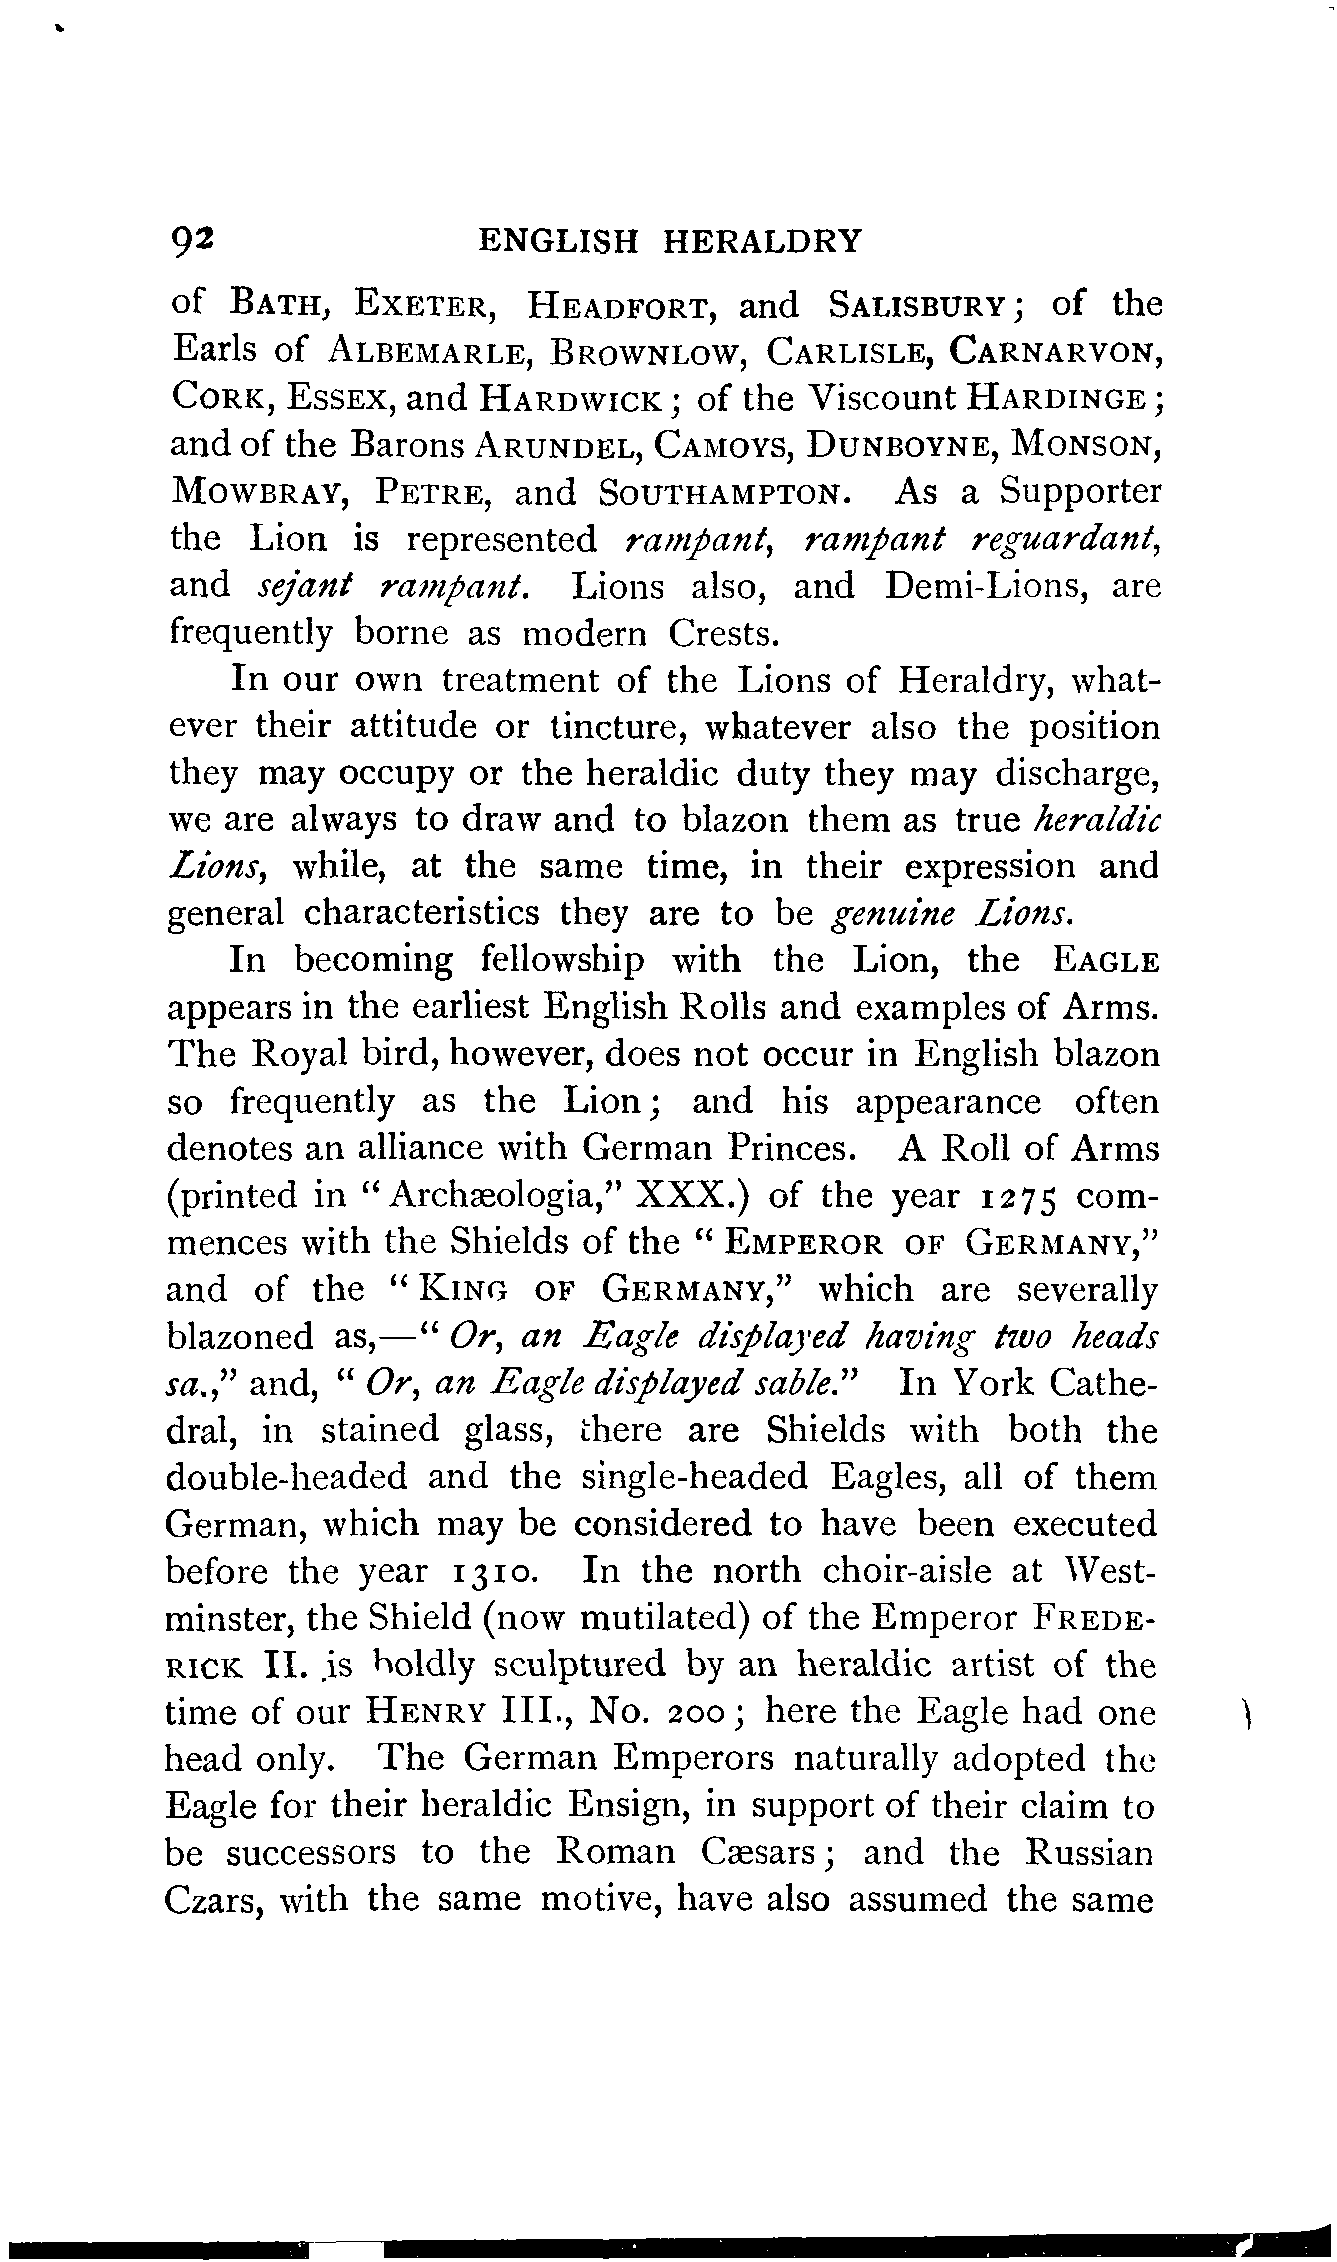 92 ENGLISH HERALDRY
of BATH, EXETER, HEADFORT, and SALISBURY; of the
Earls of ALBEMARLE, BROWNLOW, CARLISLE, CARNARVON,
CORK, ESSEX, and HARDWICK; of the Viscount HARDINGE;
and of the Barons ARUNDEL, CAMOYS, DUNBOYNE, MONSON,
MOWBRAY, PETRE, and SOUTHAMPTON. As a Supporter
the Lion is represented rampant, rampant reguardant,
and sejant rampant. Lions also, and Demi-Lions, are
frequently borne as modern Crests.
In our own treatment of the Lions of Heraldry, what-
ever their attitude or tincture, whatever also the position
they may occupy or the heraldic duty they may discharge,
we are always to draw and to blazon them as true heraldic
Lions, while, at the same time, in their expression and
general characteristics they are to be genuine Lions.
In becoming fellowship with the Lion, the EAGLE
appears in the earliest English Rolls and examples of Arms.
The Royal bird, however, does not occur in English blazon
so frequently as the Lion; and his appearance often
denotes an alliance with German Princes. A Roll of Arms
(printed in "Archæologia," XXX.) of the year 1275 com-
mences with the Shields of the "EMPEROR OF GERMANY,"
and of the "KING OF GERMANY," which are severally
blazoned as,—"Or, an Eagle displayed having two heads
sa.," and, "Or, an Eagle displayed sable." In York Cathe-
dral, in stained glass, there are Shields with both the
double-headed and the single-headed Eagles, all of them
German, which may be considered to have been executed
before the year 1310. In the north choir-aisle at West-
minster, the Shield (now mutilated) of the Emperor FREDE-
RICK II. is boldly sculptured by an heraldic artist of the
time of our HENRY III., No. 200; here the Eagle had one
head only. The German Emperors naturally adopted the
Eagle for their heraldic Ensign, in support of their claim to
be successors to the Roman Cæsars; and the Russian
Czars, with the same motive, have also assumed the same